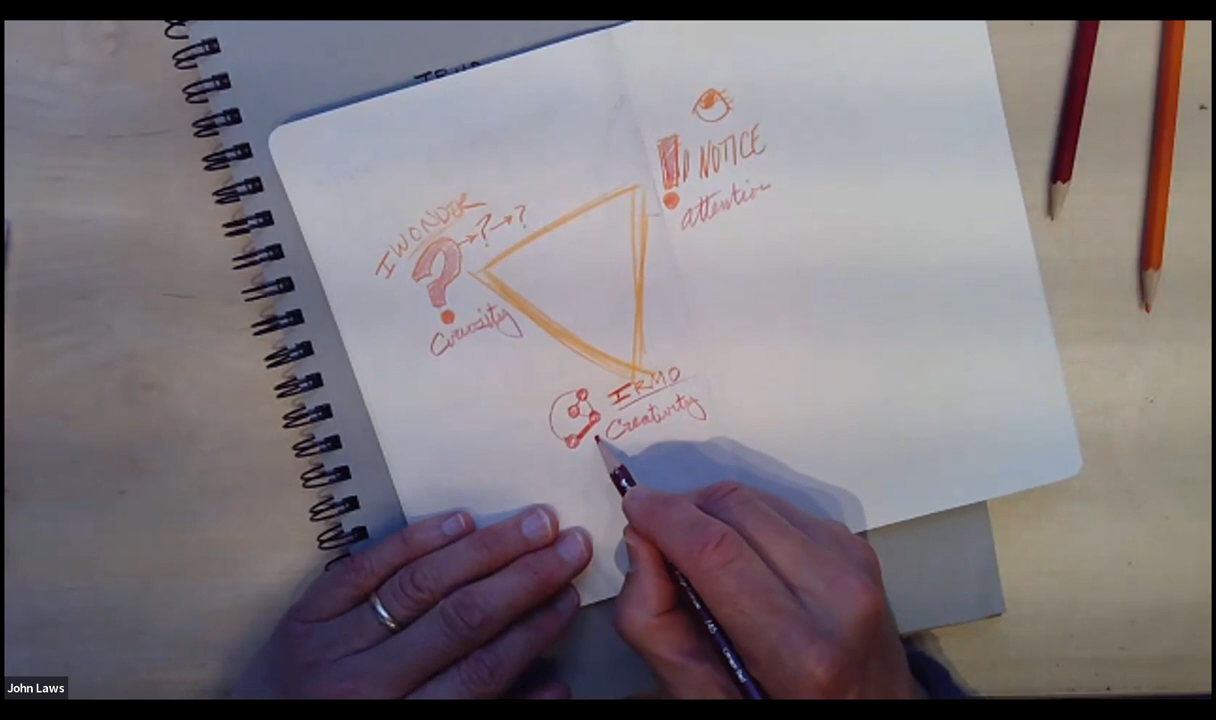 I NOTICE
attention
I WONDER
? → ? → ?
Curiosity
IRMO
Creativity
John Laws